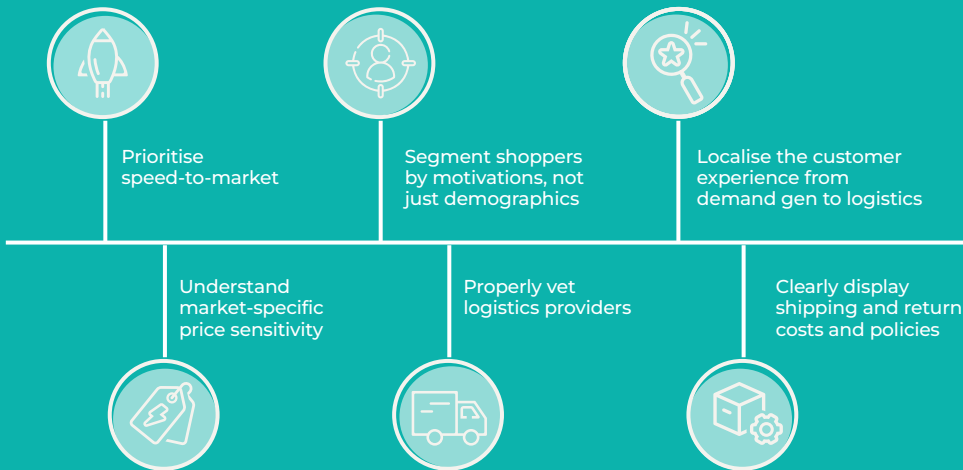 Prioritise
speed-to-market
Segment shoppers
by motivations, not
just demographics
Localise the customer
experience from
demand gen to logistics
Understand
market-specific
price sensitivity
Properly vet
logistics providers
Clearly display
shipping and return
costs and policies